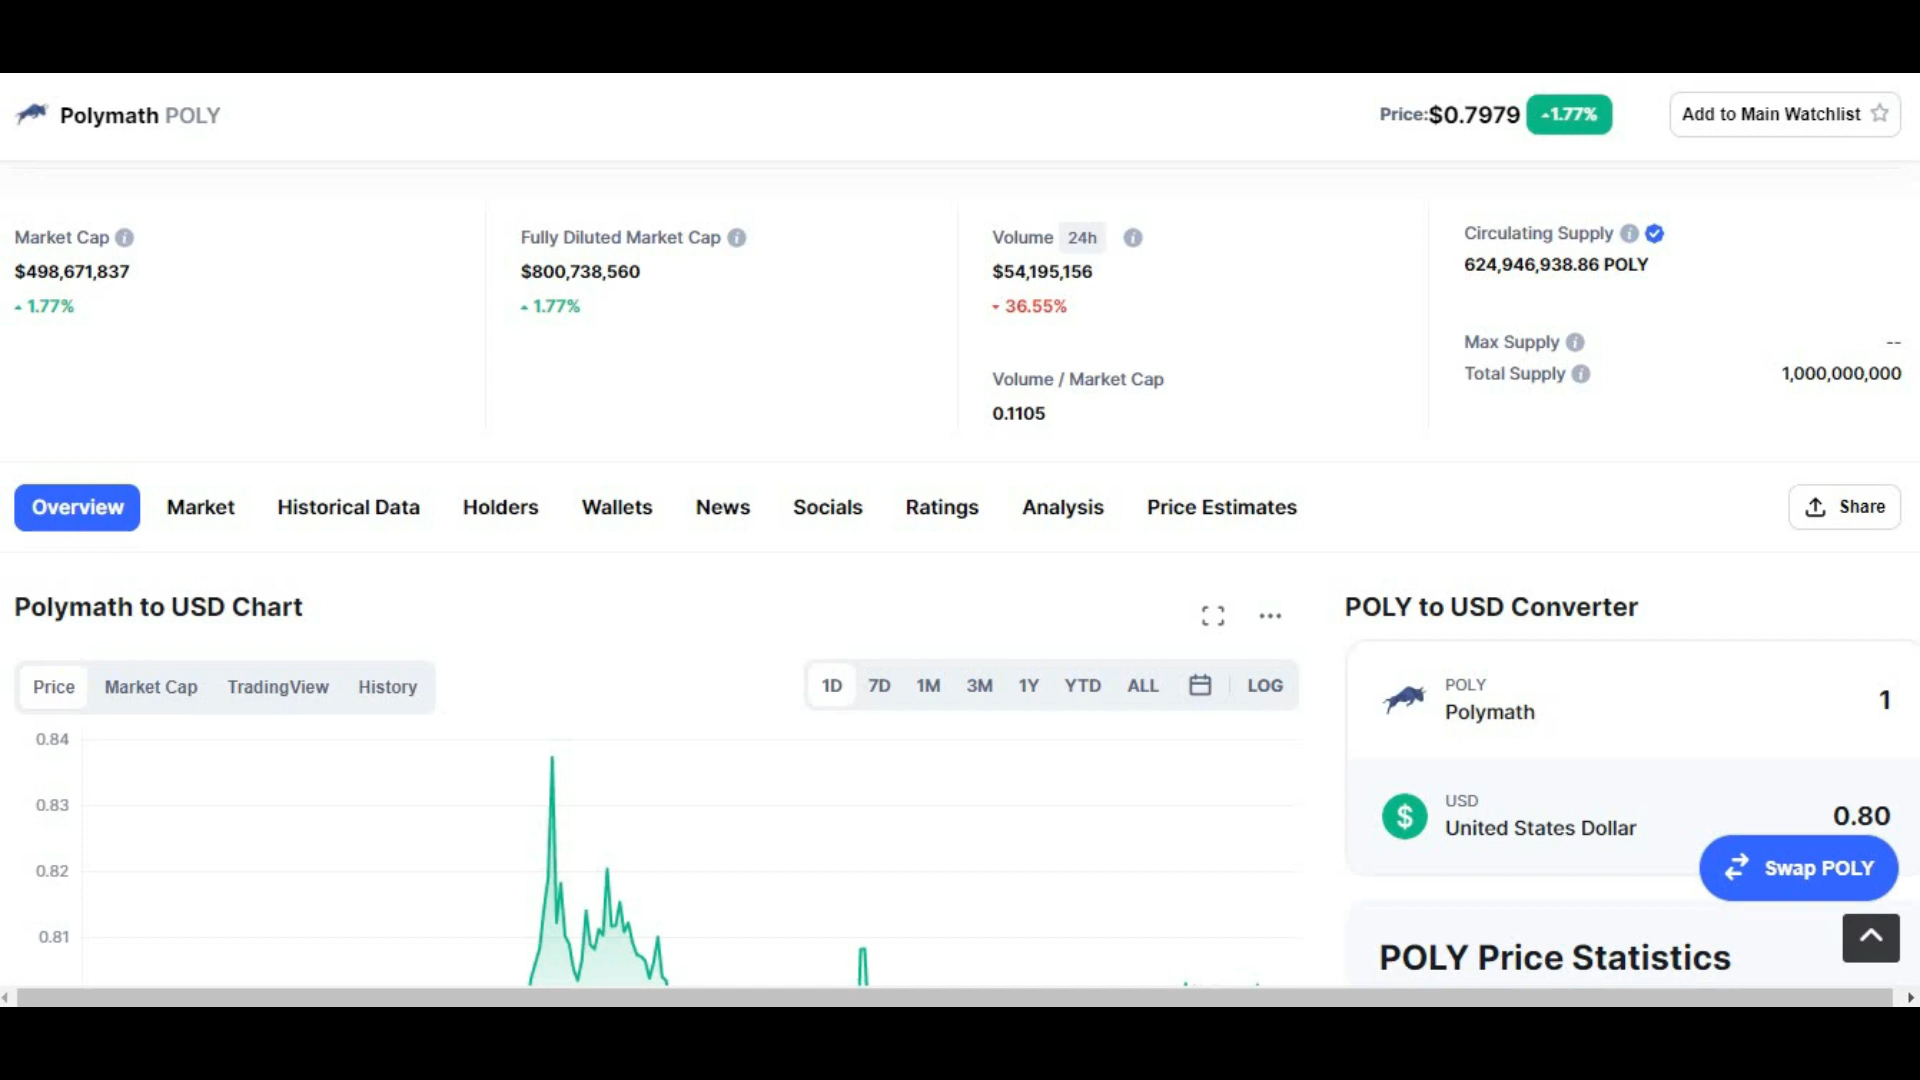 Polymath POLY
Price:$0.7979 1.77%
Add to Main Watchlist
Market Cap
$498,671,837
1.77%
Fully Diluted Market Cap
$800,738,560
1.77%
Volume 24h
$54,195,156
36.55%
Volume / Market Cap
0.1105
Circulating Supply
624,946,938.86 POLY
Max Supply --
Total Supply 1,000,000,000
Overview Market Historical Data Holders Wallets News Socials Ratings Analysis Price Estimates Share
Polymath to USD Chart
Price Market Cap TradingView History
1D 7D 1M 3M 1Y YTD ALL LOG
0.84
0.83
0.82
0.81
POLY to USD Converter
POLY
Polymath
1
$
USD
United States Dollar
0.80
Swap POLY
POLY Price Statistics